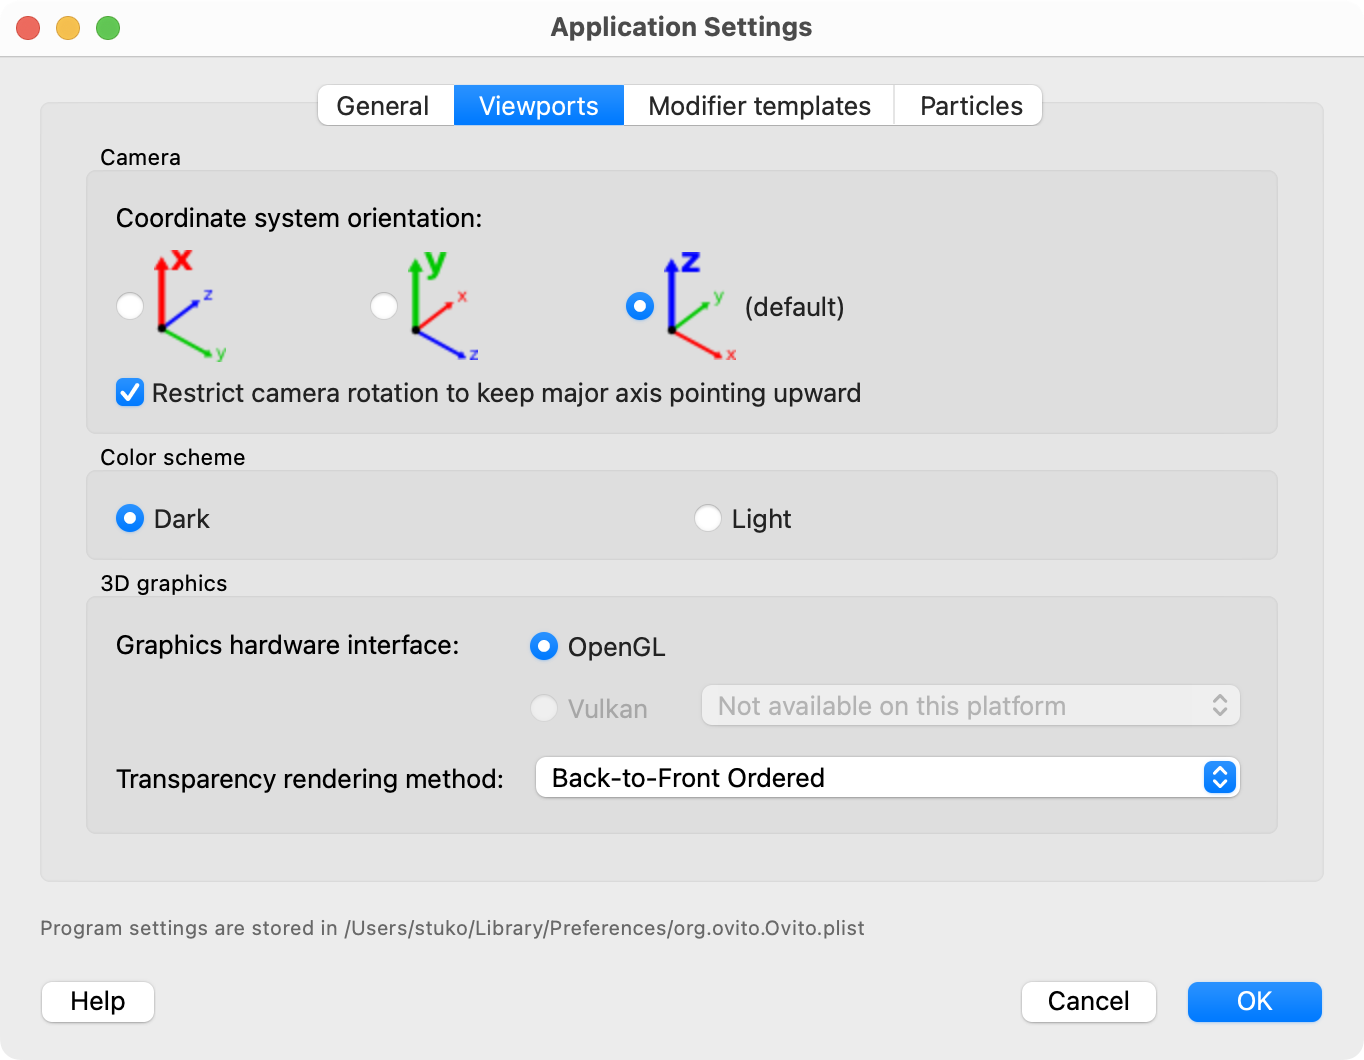 Application Settings
General Viewports Modifier templates Particles
Camera
Coordinate system orientation:
x z y
y x z
z y x (default)
Restrict camera rotation to keep major axis pointing upward
Color scheme
Dark Light
3D graphics
Graphics hardware interface: OpenGL
Vulkan Not available on this platform
Transparency rendering method: Back-to-Front Ordered
Program settings are stored in /Users/stuko/Library/Preferences/org.ovito.Ovito.plist
Help Cancel OK